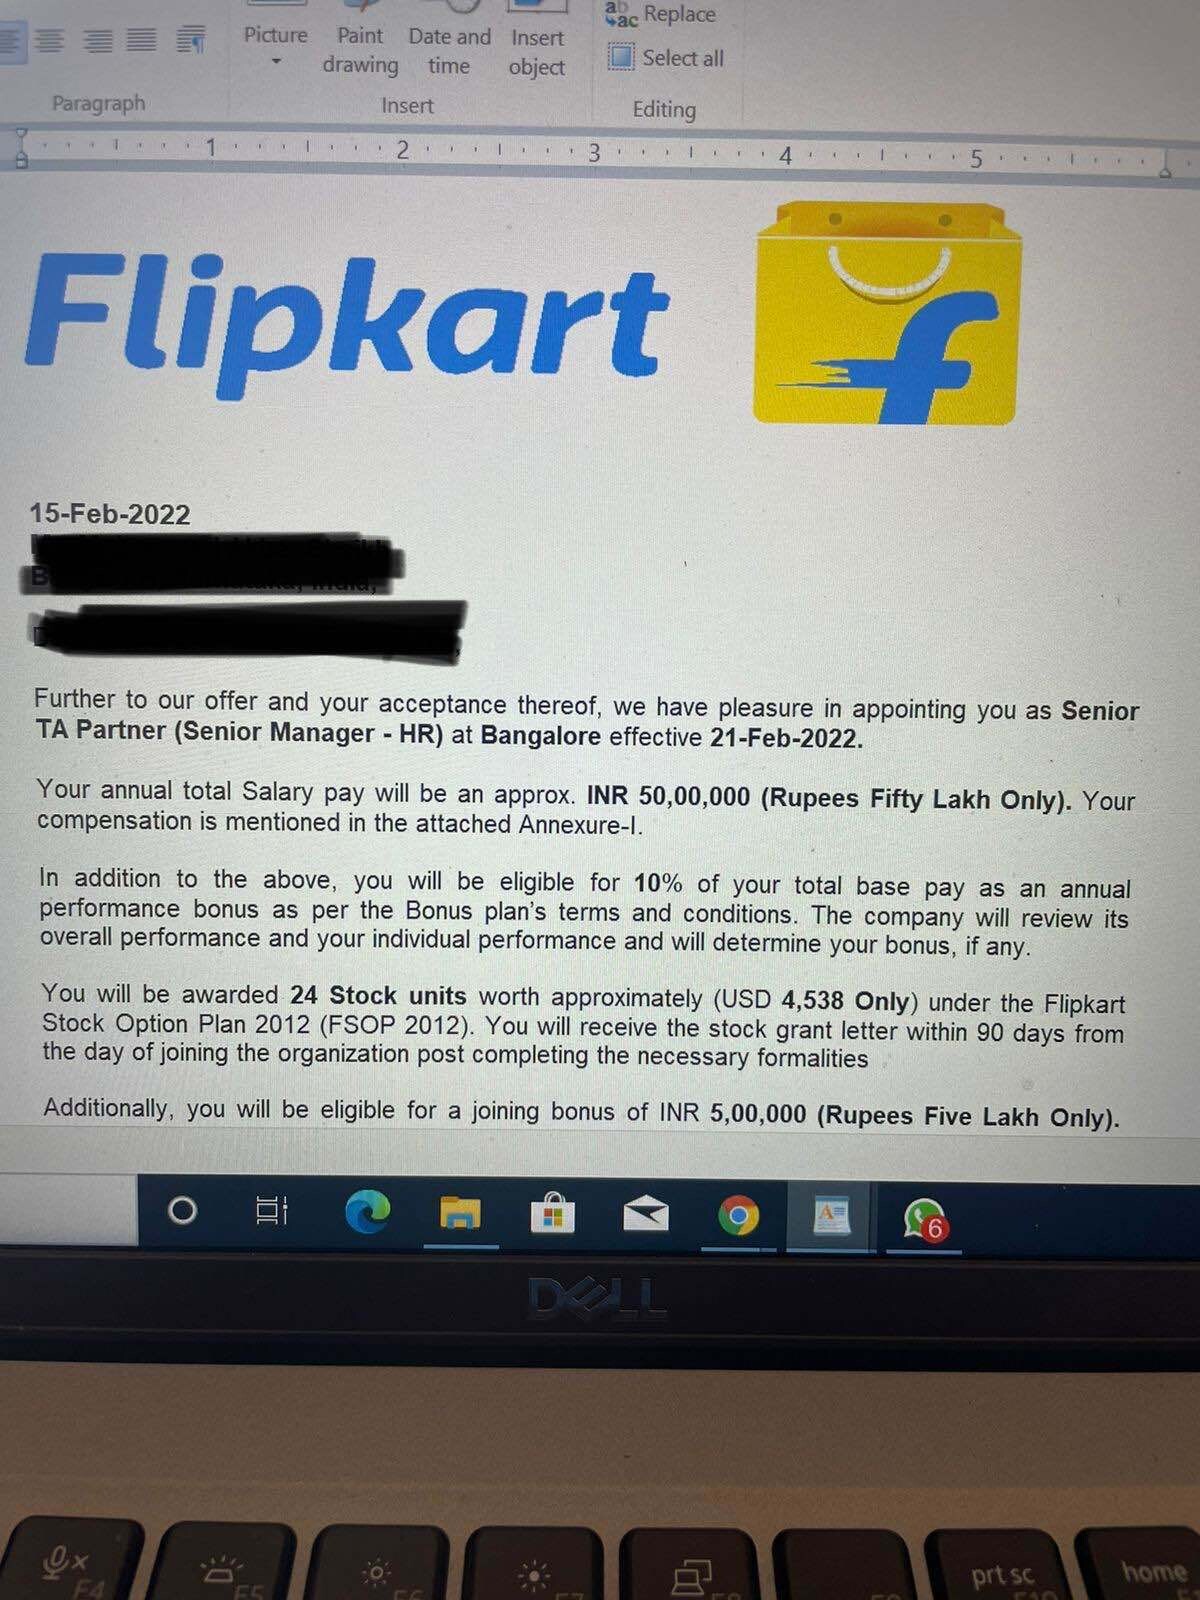 Replace
Picture
Paint drawing
Date and time
Insert object
Select all
Paragraph
Insert
Editing
1 2 3 4 5
Flipkart
f
15-Feb-2022
Further to our offer and your acceptance thereof, we have pleasure in appointing you as Senior
TA Partner (Senior Manager - HR) at Bangalore effective 21-Feb-2022.
Your annual total Salary pay will be an approx. INR 50,00,000 (Rupees Fifty Lakh Only). Your
compensation is mentioned in the attached Annexure-I.
In addition to the above, you will be eligible for 10% of your total base pay as an annual
performance bonus as per the Bonus plan's terms and conditions. The company will review its
overall performance and your individual performance and will determine your bonus, if any.
You will be awarded 24 Stock units worth approximately (USD 4,538 Only) under the Flipkart
Stock Option Plan 2012 (FSOP 2012). You will receive the stock grant letter within 90 days from
the day of joining the organization post completing the necessary formalities
Additionally, you will be eligible for a joining bonus of INR 5,00,000 (Rupees Five Lakh Only).
6
DELL
F4 F5 prt sc home